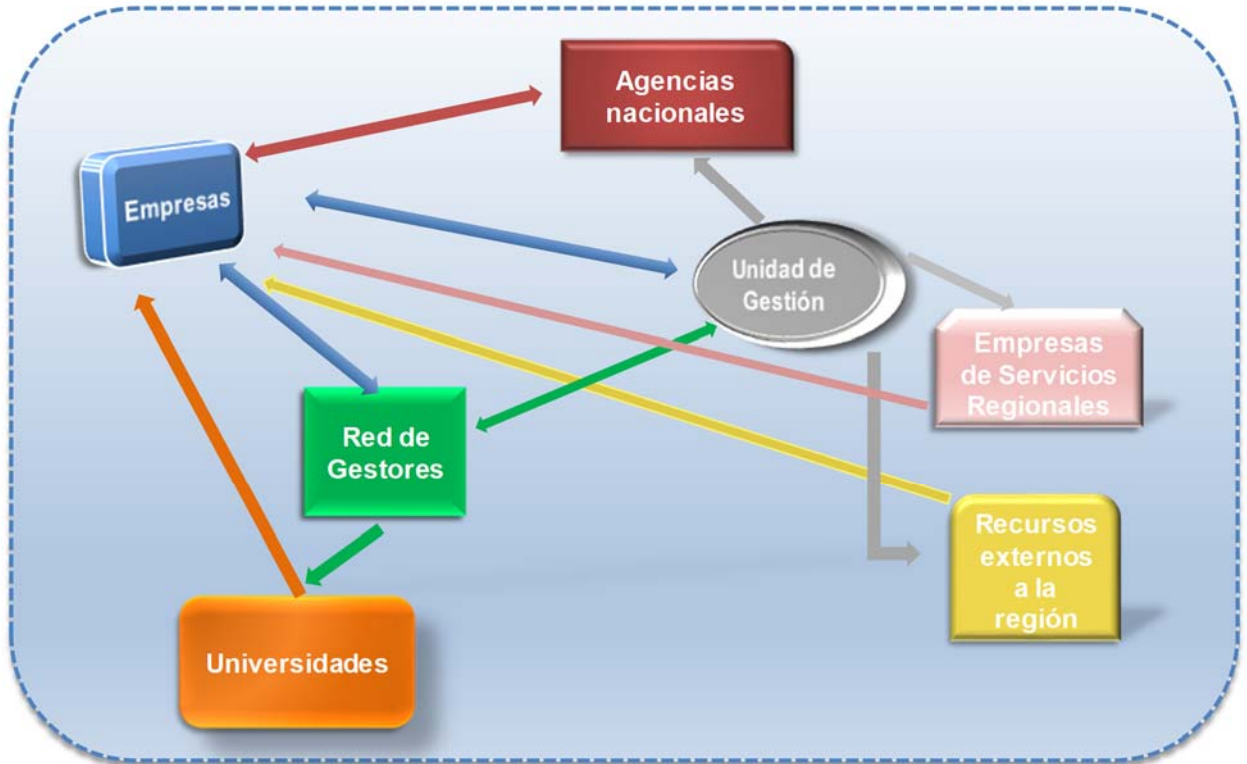 Agencias
nacionales
Empresas
Unidad de
Gestión
Empresas
de Servicios
Regionales
Red de
Gestores
Recursos
externos
a la
región
Universidades